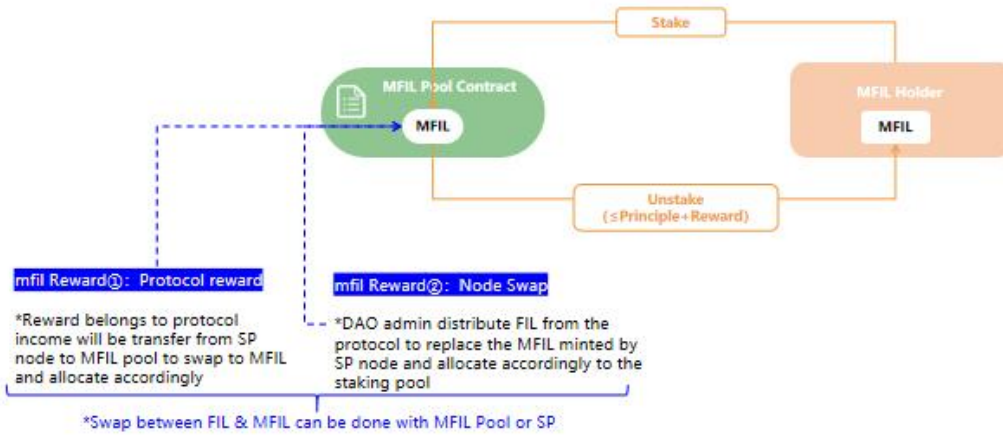 Stake
MFIL Pool Contract
MFIL
MFIL Holder
MFIL
Unstake
(≤Principle+Reward)
mfil Reward①: Protocol reward
*Reward belongs to protocol
income will be transfer from SP
node to MFIL pool to swap to MFIL
and allocate accordingly
mfil Reward②: Node Swap
*DAO admin distribute FIL from the
protocol to replace the MFIL minted by
SP node and allocate accordingly to the
staking pool
*Swap between FIL & MFIL can be done with MFIL Pool or SP